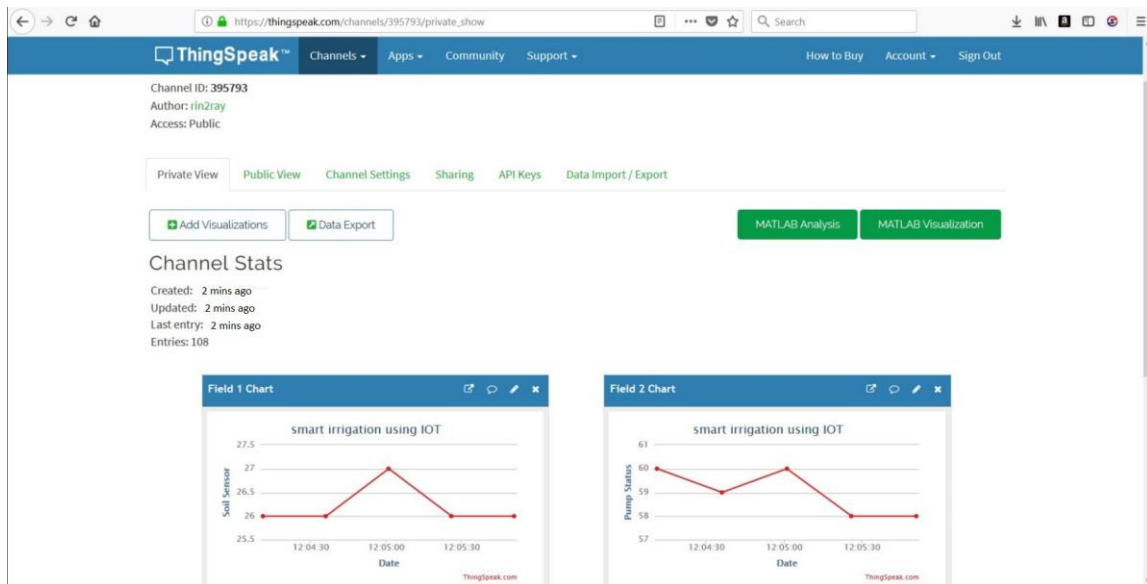 https://thingspeak.com/channels/395793/private_show
Search
ThingSpeak™ Channels Apps Community Support How to Buy Account Sign Out
Channel ID: 395793
Author: rin2ray
Access: Public
Private View Public View Channel Settings Sharing API Keys Data Import / Export
Add Visualizations Data Export MATLAB Analysis MATLAB Visualization
Channel Stats
Created: 2 mins ago
Updated: 2 mins ago
Last entry: 2 mins ago
Entries: 108
Field 1 Chart
smart irrigation using IOT
27.5
27
26.5
26
25.5
Soil Sensor
12:04:30 12:05:00 12:05:30
Date
ThingSpeak.com
Field 2 Chart
smart irrigation using IOT
61
60
59
58
57
Pump Status
12:04:30 12:05:00 12:05:30
Date
ThingSpeak.com